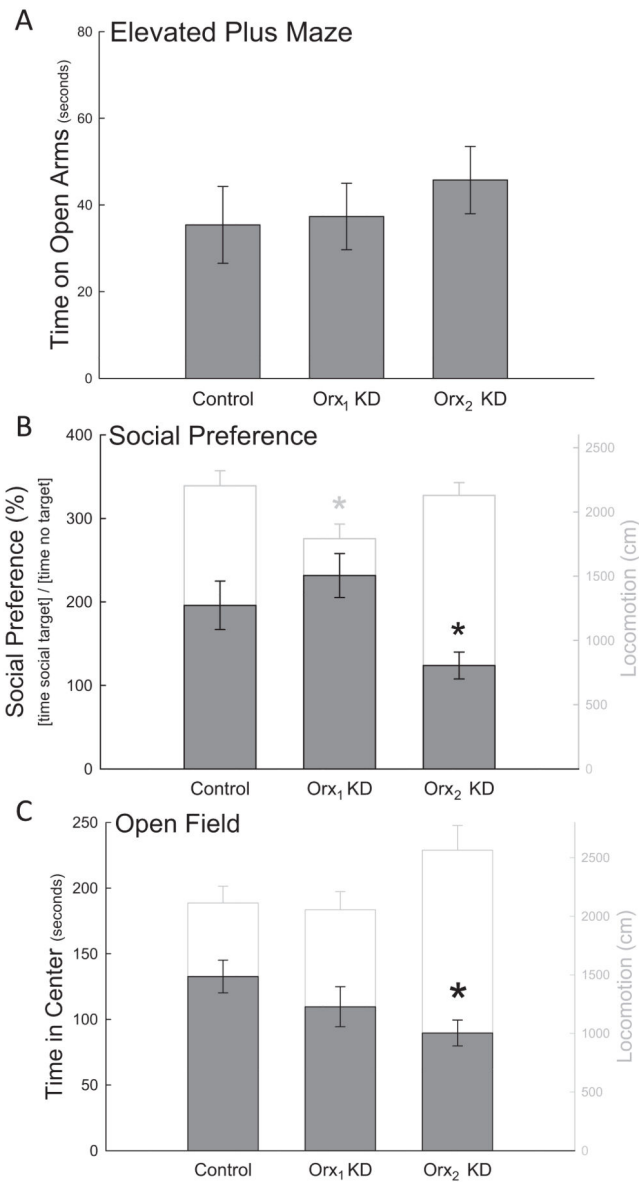 A
Elevated Plus Maze
Time on Open Arms (seconds)
80
60
40
20
0
Control
Orx₁ KD
Orx₂ KD
B
Social Preference
Social Preference (%)
[time social target] / [time no target]
400
300
200
100
0
*
*
2500
2000
1500
1000
500
0
Locomotion (cm)
Control
Orx₁ KD
Orx₂ KD
C
Open Field
Time in Center (seconds)
250
200
150
100
50
0
*
2500
2000
1500
1000
500
0
Locomotion (cm)
Control
Orx₁ KD
Orx₂ KD